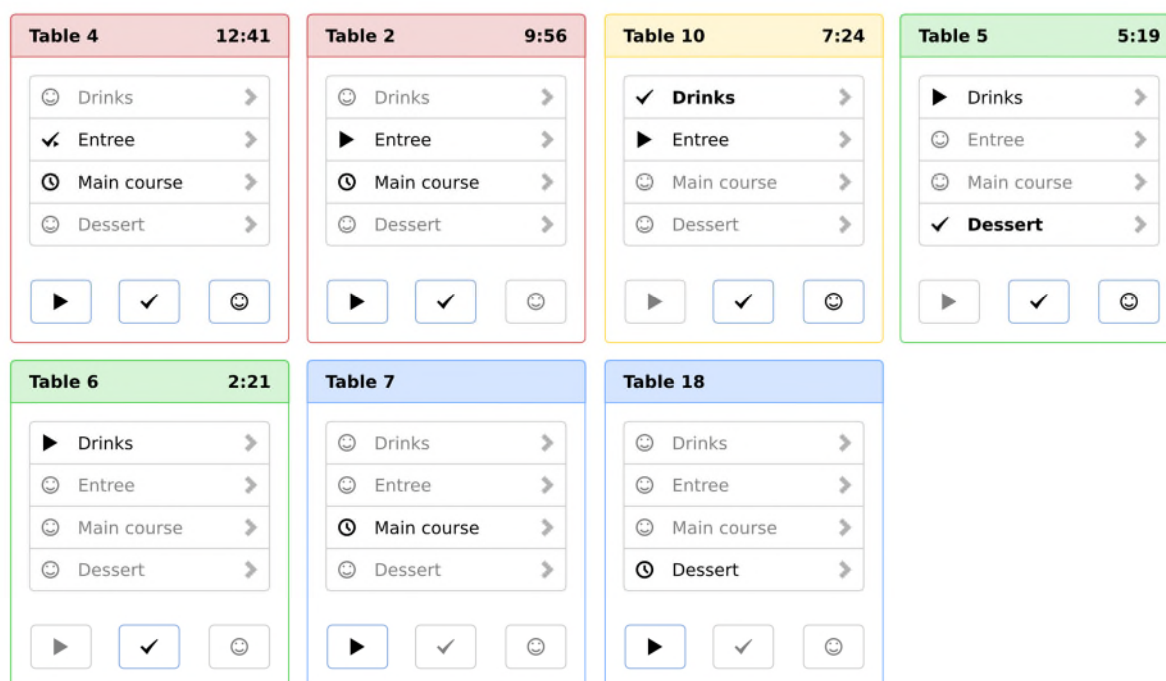 Table 4 12:41
Drinks
Entree
Main course
Dessert
Table 2 9:56
Drinks
Entree
Main course
Dessert
Table 10 7:24
Drinks
Entree
Main course
Dessert
Table 5 5:19
Drinks
Entree
Main course
Dessert
Table 6 2:21
Drinks
Entree
Main course
Dessert
Table 7
Drinks
Entree
Main course
Dessert
Table 18
Drinks
Entree
Main course
Dessert